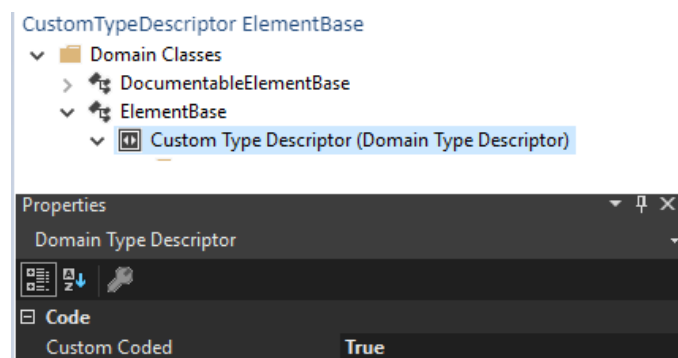 CustomTypeDescriptor ElementBase
Domain Classes
DocumentableElementBase
ElementBase
Custom Type Descriptor (Domain Type Descriptor)
Properties
Domain Type Descriptor
Code
Custom Coded True